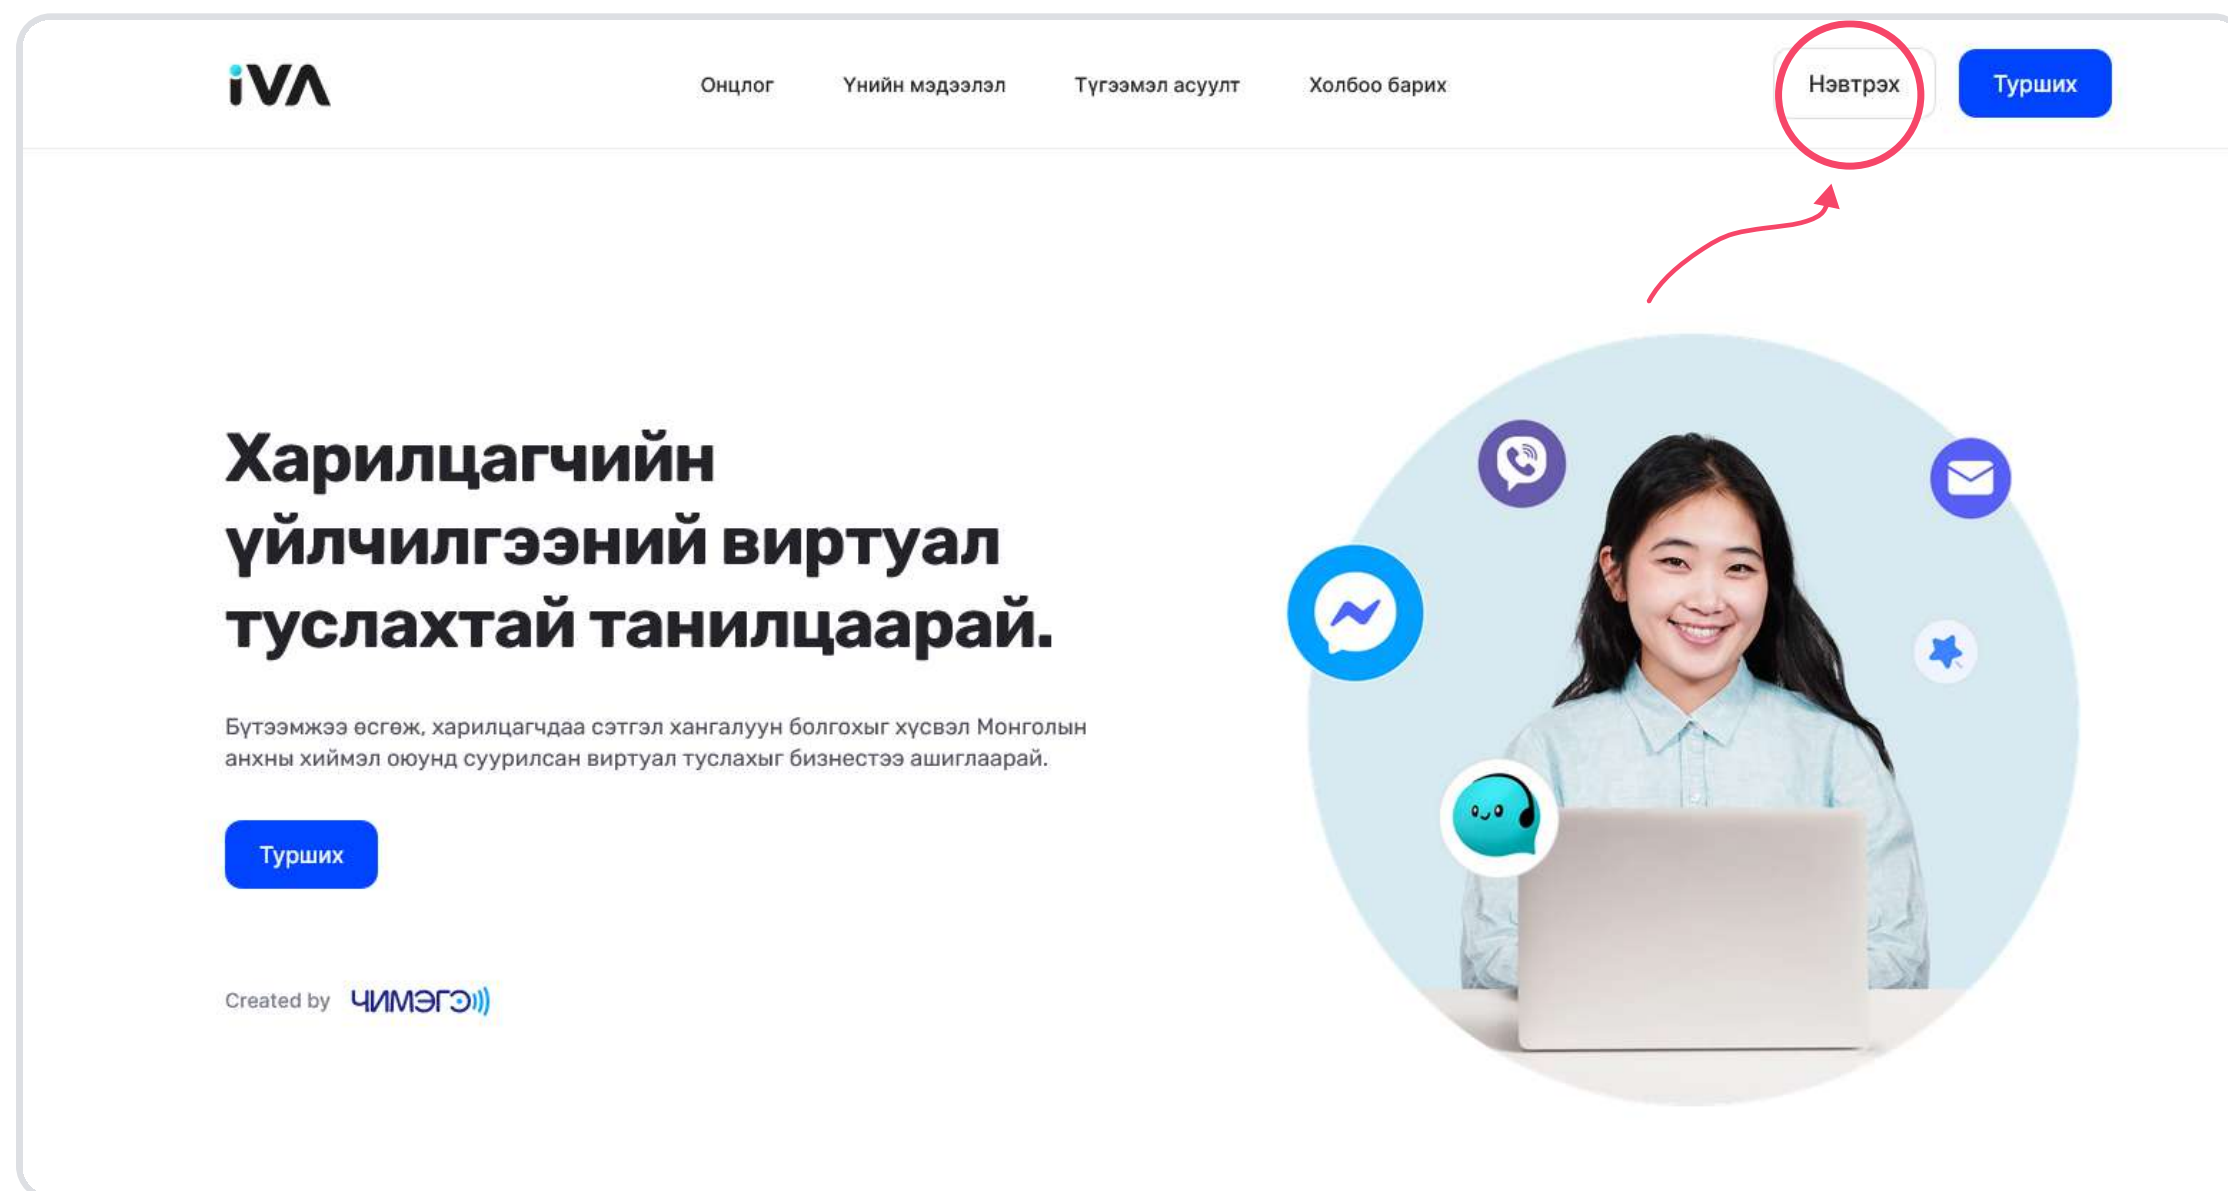 iVA
Онцлог
Үнийн мэдээлэл
Түгээмэл асуулт
Холбоо барих
Нэвтрэх
Турших
Харилцагчийн
үйлчилгээний виртуал
туслахтай танилцаарай.
Бүтээмжээ өсгөж, харилцагчдаа сэтгэл хангалуун болгохыг хүсвэл Монголын
анхны хиймэл оюунд суурилсан виртуал туслахыг бизнестээ ашиглаарай.
Турших
Created by ЧИМЭГЭ